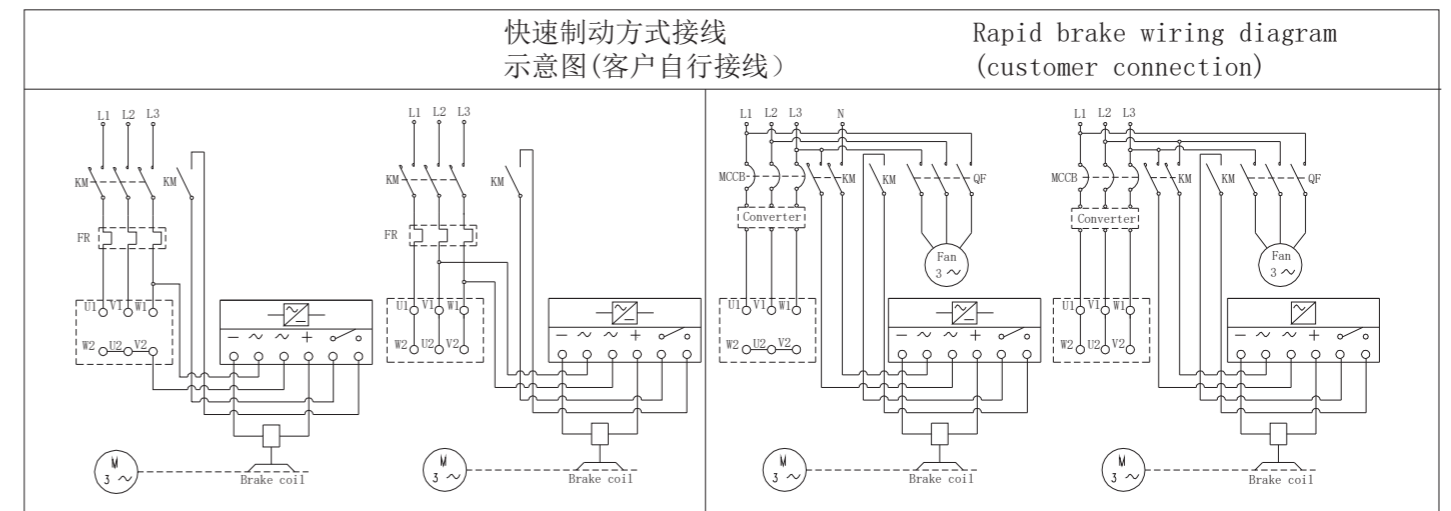 快速制动方式接线
示意图(客户自行接线）
Rapid brake wiring diagram
(customer connection)
L1 L2 L3
KM KM
FR
U1 V1 W1
W2 U2 V2
− ～ ～ +
M
3 ～
Brake coil
L1 L2 L3
KM KM
FR
U1 V1 W1
W2 U2 V2
− ～ ～ +
M
3 ～
Brake coil
L1 L2 L3 N
MCCB KM KM QF
Converter
Fan
3 ～
U1 V1 W1
W2 U2 V2
− ～ ～ +
M
3 ～
Brake coil
L1 L2 L3
MCCB KM KM QF
Converter
Fan
3 ～
U1 V1 W1
W2 U2 V2
− ～ ～ +
M
3 ～
Brake coil